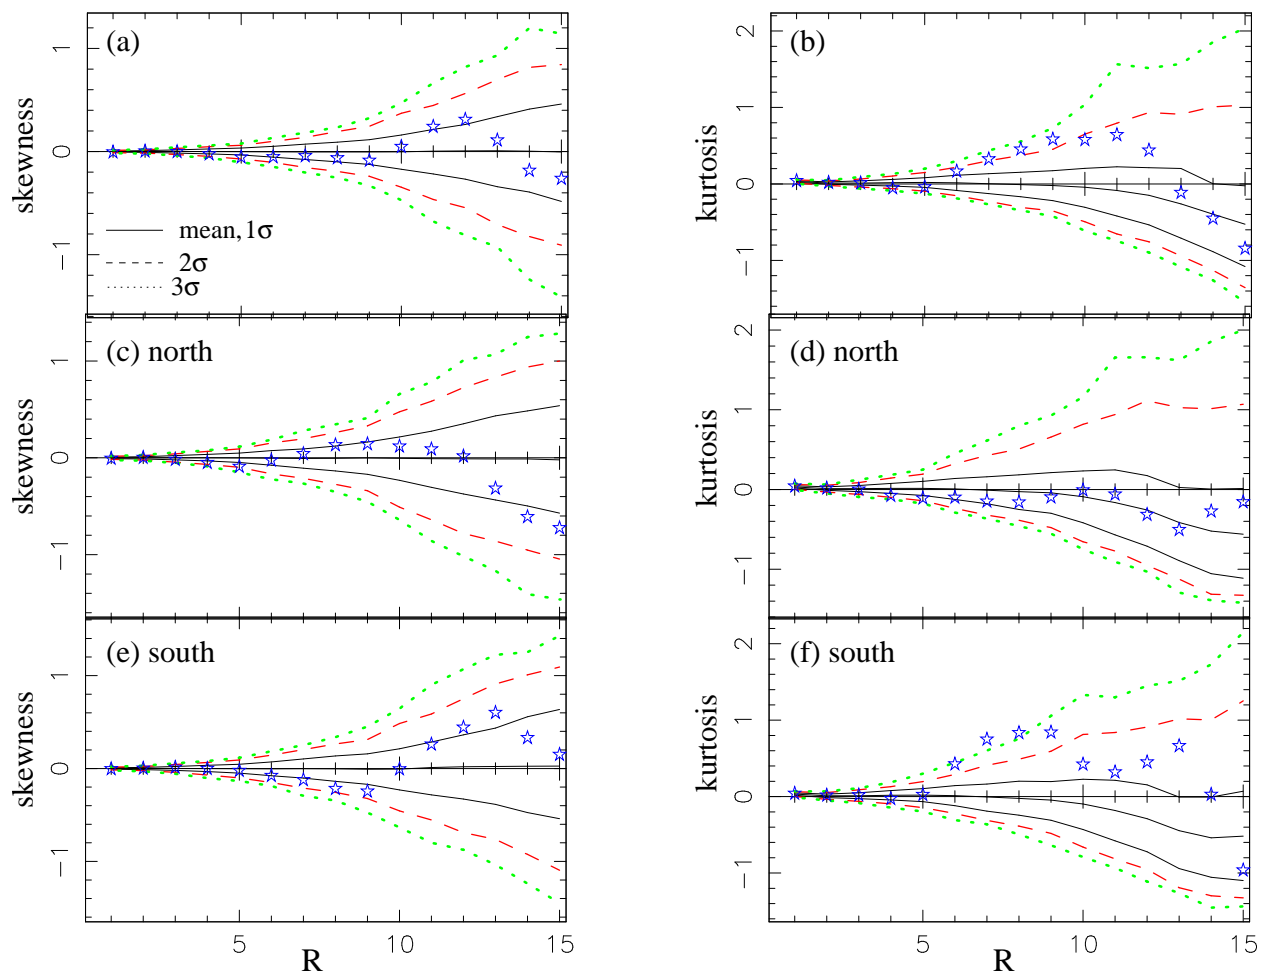 (a)
1
0
−1
skewness
mean, 1σ
2σ
3σ
(b)
2
1
0
−1
kurtosis
(c) north
1
0
−1
skewness
(d) north
2
1
0
−1
kurtosis
(e) south
1
0
−1
skewness
5
10
15
R
(f) south
2
1
0
−1
kurtosis
5
10
15
R